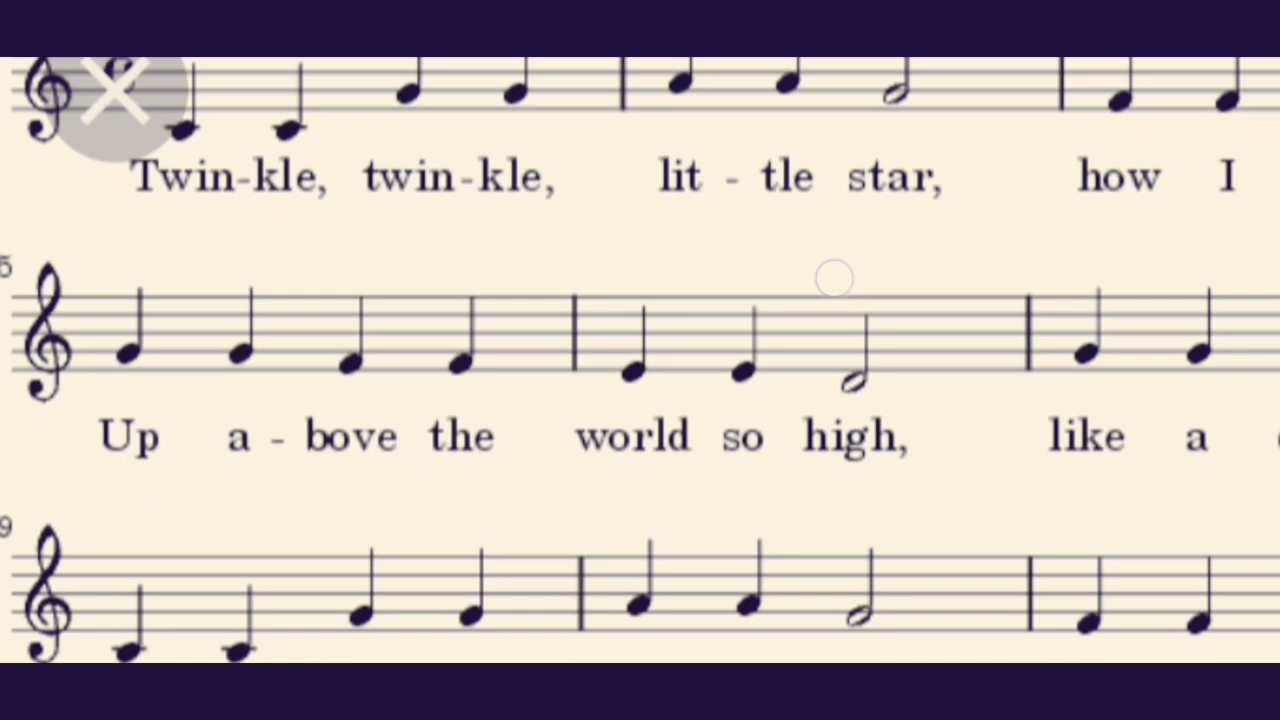 Twin-kle, twin-kle, lit - tle star, how I
5
Up a - bove the world so high, like a
9